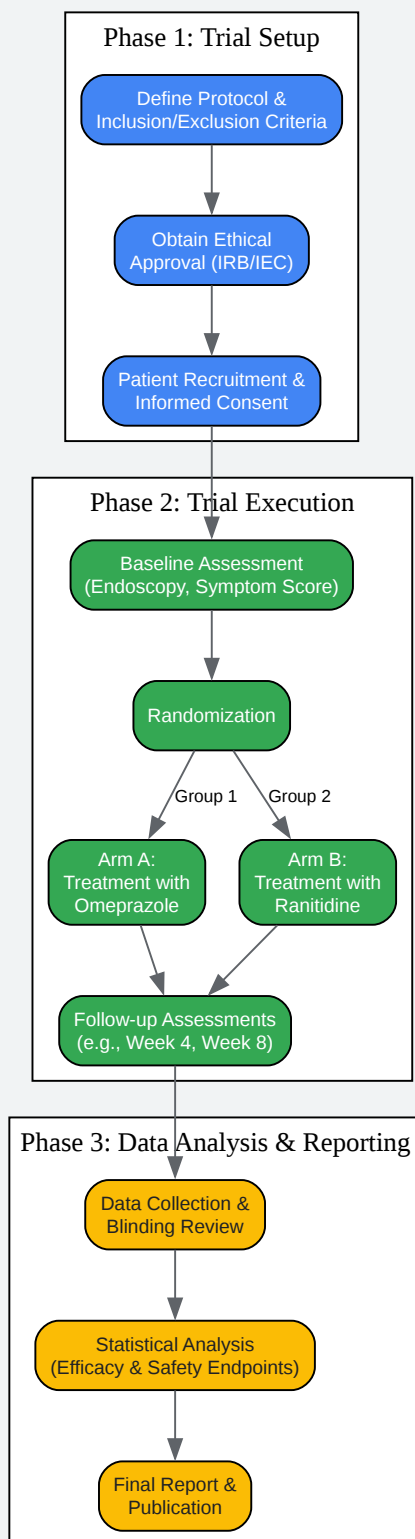 Phase 1: Trial Setup
Define Protocol &
Inclusion/Exclusion Criteria
Obtain Ethical
Approval (IRB/IEC)
Patient Recruitment &
Informed Consent
Phase 2: Trial Execution
Baseline Assessment
(Endoscopy, Symptom Score)
Randomization
Group 1
Group 2
Arm A:
Treatment with
Omeprazole
Arm B:
Treatment with
Ranitidine
Follow-up Assessments
(e.g., Week 4, Week 8)
Phase 3: Data Analysis & Reporting
Data Collection &
Blinding Review
Statistical Analysis
(Efficacy & Safety Endpoints)
Final Report &
Publication